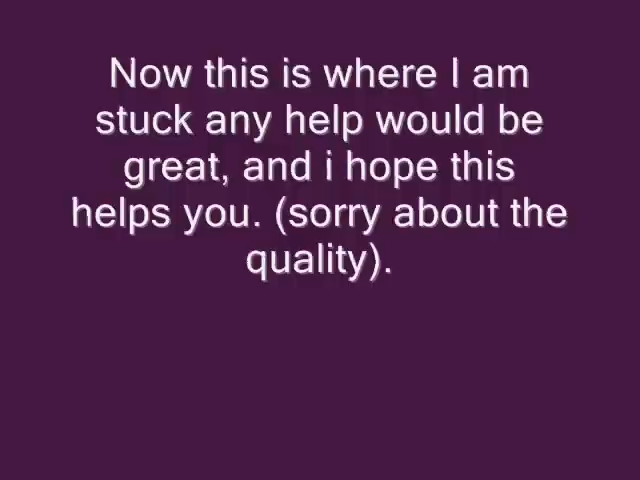 Now this is where I am
stuck any help would be
great, and i hope this
helps you. (sorry about the
quality).